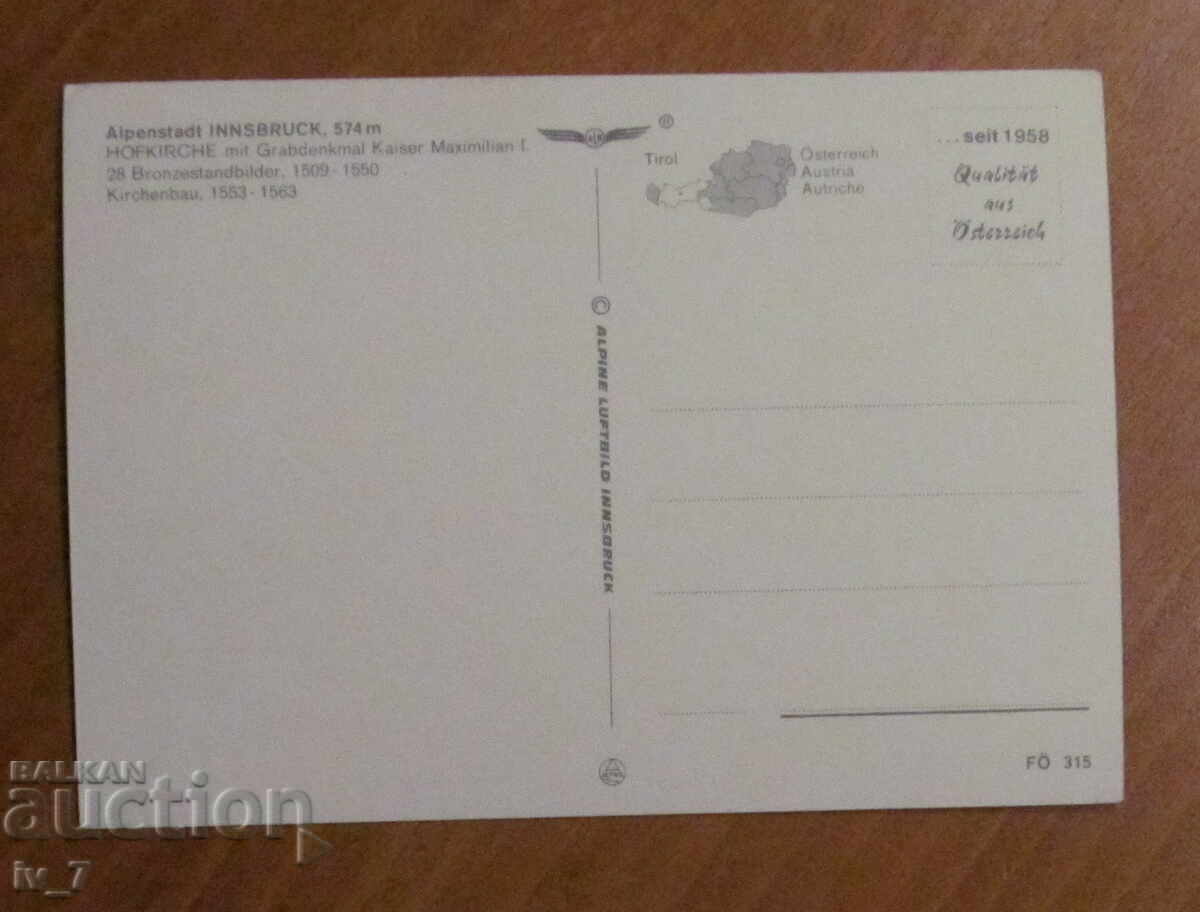 Alpenstadt INNSBRUCK, 574 m
HOFKIRCHE mit Grabdenkmal Kaiser Maximilian I.
28 Bronzestandbilder, 1509 - 1550
Kirchenbau, 1553 - 1563
®
Tirol
Österreich
Austria
Autriche
...seit 1958
Qualität
aus
Österreich
© ALPINE LUFTBILD INNSBRUCK
FÖ 315
BALKAN
auction
iv_7